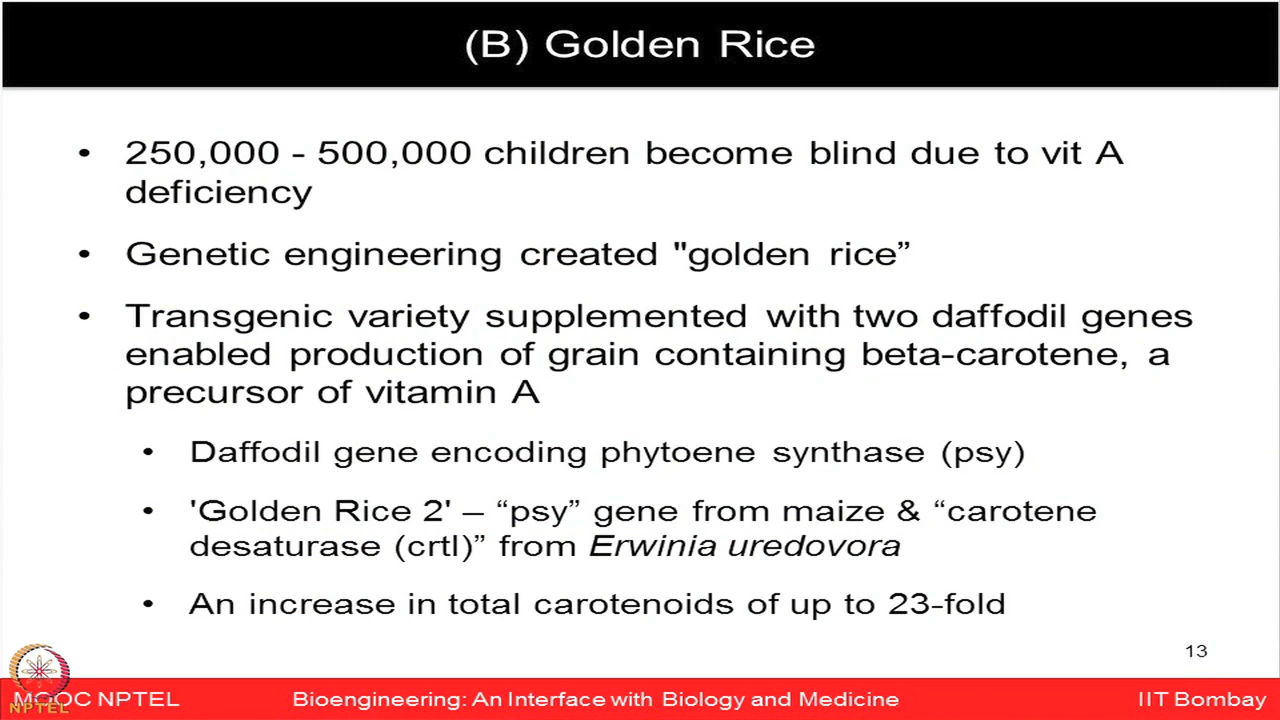 (B) Golden Rice
• 250,000 - 500,000 children become blind due to vit A
deficiency
• Genetic engineering created "golden rice”
• Transgenic variety supplemented with two daffodil genes
enabled production of grain containing beta-carotene, a
precursor of vitamin A
• Daffodil gene encoding phytoene synthase (psy)
• 'Golden Rice 2' – “psy” gene from maize & “carotene
desaturase (crtl)” from Erwinia uredovora
• An increase in total carotenoids of up to 23-fold
13
MOOC NPTEL Bioengineering: An Interface with Biology and Medicine IIT Bombay
NPTEL